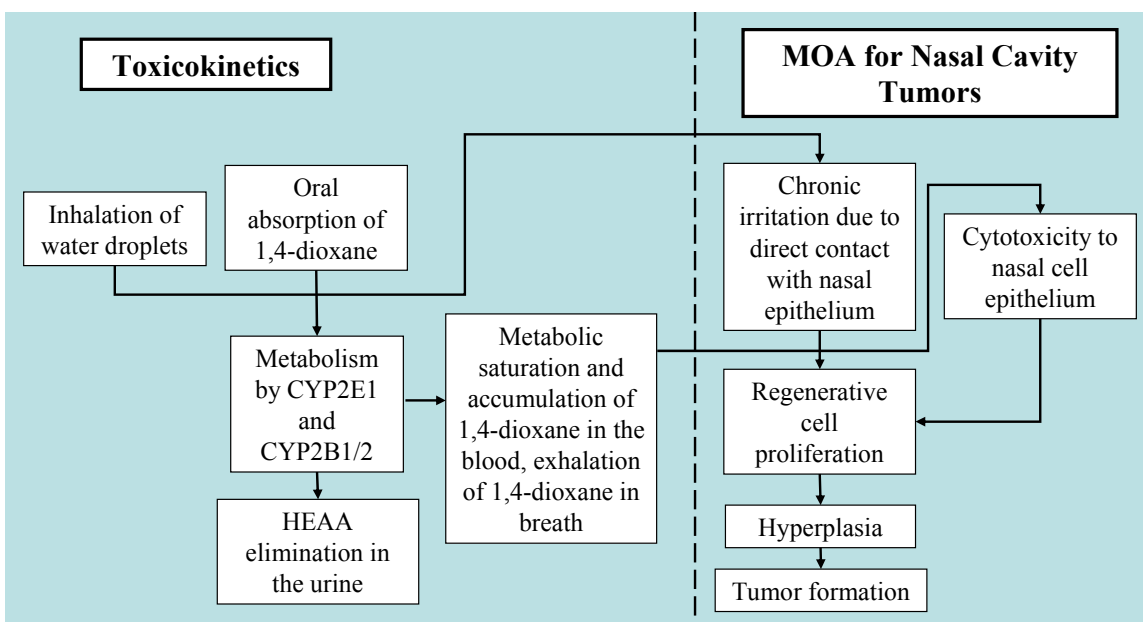 Toxicokinetics
MOA for Nasal Cavity
Tumors
Inhalation of
water droplets
Oral
absorption of
1,4-dioxane
Metabolism
by CYP2E1
and
CYP2B1/2
HEAA
elimination in
the urine
Metabolic
saturation and
accumulation of
1,4-dioxane in the
blood, exhalation
of 1,4-dioxane in
breath
Chronic
irritation due to
direct contact
with nasal
epithelium
Cytotoxicity to
nasal cell
epithelium
Regenerative
cell
proliferation
Hyperplasia
Tumor formation